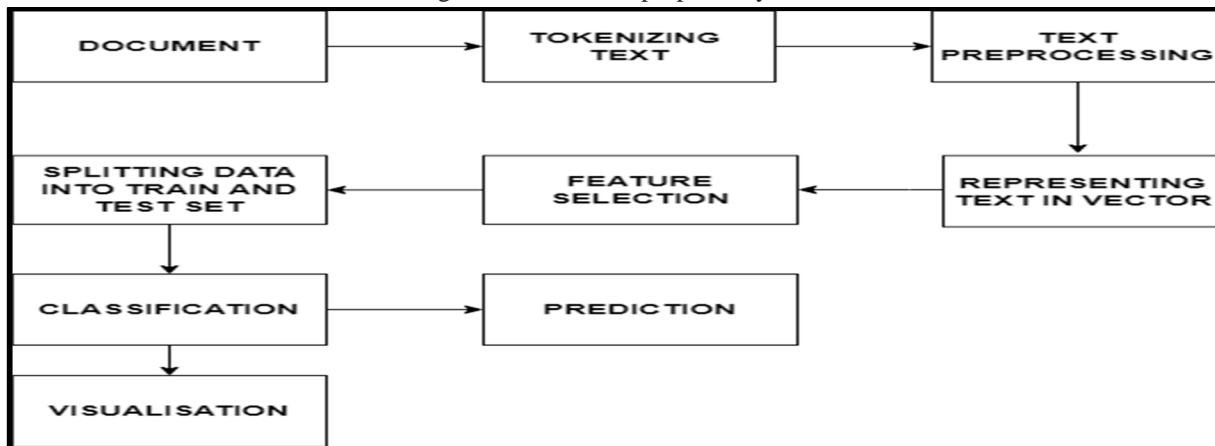 DOCUMENT
TOKENIZING
TEXT
TEXT
PREPROCESSING
REPRESENTING
TEXT IN VECTOR
FEATURE
SELECTION
SPLITTING DATA
INTO TRAIN AND
TEST SET
CLASSIFICATION
PREDICTION
VISUALISATION